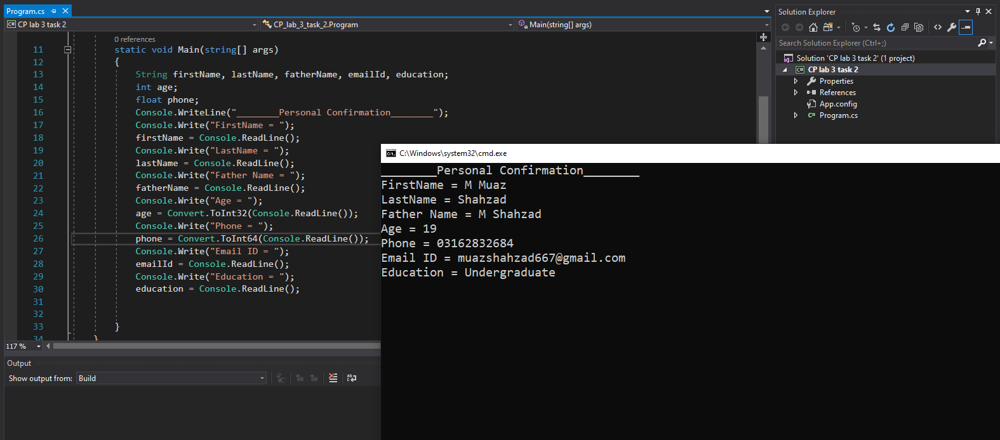 Program.cs
CP lab 3 task 2
CP_lab_3_task_2.Program
Main(string[] args)
0 references
11 static void Main(string[] args)
12 {
13 String firstName, lastName, fatherName, emailId, education;
14 int age;
15 float phone;
16 Console.WriteLine("________Personal Confirmation________");
17 Console.Write("FirstName = ");
18 firstName = Console.ReadLine();
19 Console.Write("LastName = ");
20 lastName = Console.ReadLine();
21 Console.Write("Father Name = ");
22 fatherName = Console.ReadLine();
23 Console.Write("Age = ");
24 age = Convert.ToInt32(Console.ReadLine());
25 Console.Write("Phone = ");
26 phone = Convert.ToInt64(Console.ReadLine());
27 Console.Write("Email ID = ");
28 emailId = Console.ReadLine();
29 Console.Write("Education = ");
30 education = Console.ReadLine();
31
32
33 }
34 }
117 %
Output
Show output from: Build
Solution Explorer
Search Solution Explorer (Ctrl+;)
Solution 'CP lab 3 task 2' (1 project)
C# CP lab 3 task 2
Properties
References
App.config
C# Program.cs
C:\Windows\system32\cmd.exe
________Personal Confirmation________
FirstName = M Muaz
LastName = Shahzad
Father Name = M Shahzad
Age = 19
Phone = 03162832684
Email ID = muazshahzad667@gmail.com
Education = Undergraduate